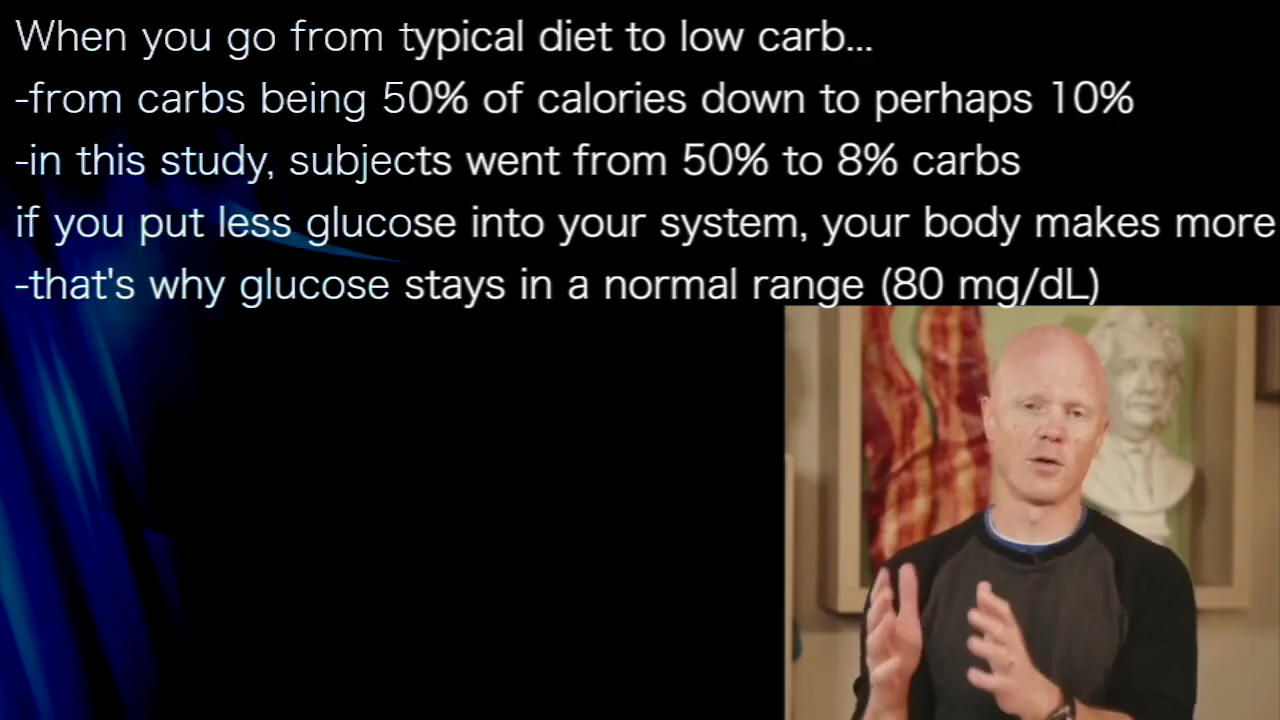 When you go from typical diet to low carb...
-from carbs being 50% of calories down to perhaps 10%
-in this study, subjects went from 50% to 8% carbs
if you put less glucose into your system, your body makes more
-that's why glucose stays in a normal range (80 mg/dL)